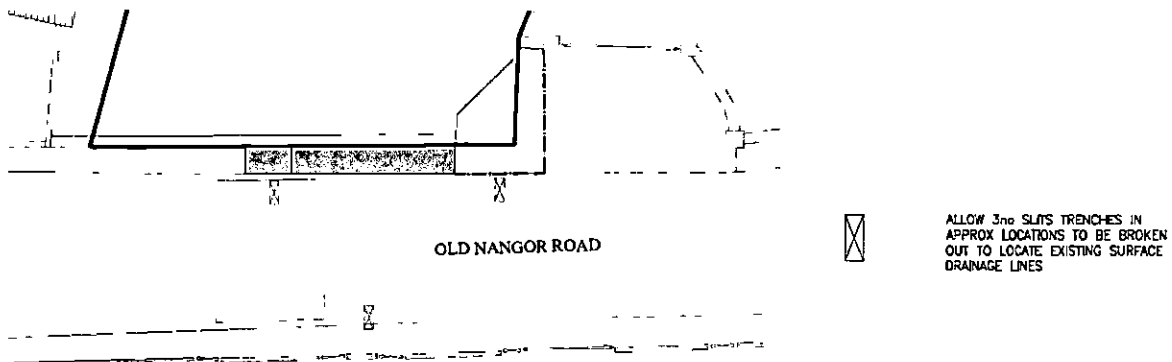 OLD NANGOR ROAD
ALLOW 3no SLITS TRENCHES IN
APPROX LOCATIONS TO BE BROKEN
OUT TO LOCATE EXISTING SURFACE
DRAINAGE LINES